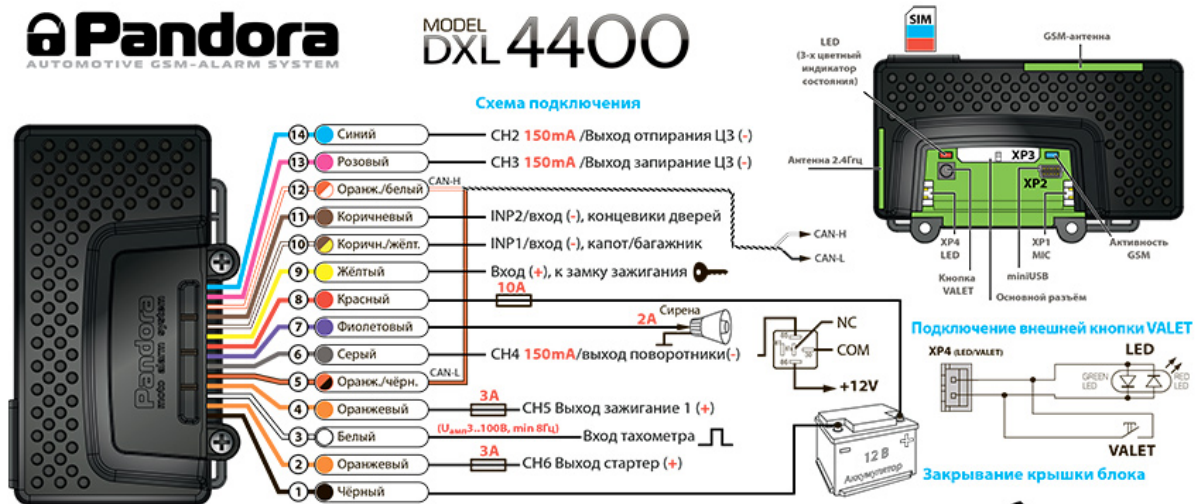 Pandora
AUTOMOTIVE GSM-ALARM SYSTEM
MODEL
DXL 4400
Схема подключения
14 Синий CH2 150mA /Выход отпирания ЦЗ (-)
13 Розовый CH3 150mA /Выход запирание ЦЗ (-)
12 Оранж./белый CAN-H
11 Коричневый INP2/вход (-), концевики дверей
10 Коричн./жёлт. INP1/вход (-), капот/багажник
9 Жёлтый Вход (+), к замку зажигания
8 Красный 10A
7 Фиолетовый 2A Сирена
6 Серый CH4 150mA/выход поворотники(-)
5 Оранж./чёрн. CAN-L
4 Оранжевый 3A CH5 Выход зажигание 1 (+)
3 Белый (Uамп3..100В, min 8Гц) Вход тахометра
2 Оранжевый 3A CH6 Выход стартер (+)
1 Чёрный
CAN-H
CAN-L
NC
COM
+12V
12 В
Аккумулятор
Pandora
moto alarm system
SIM
LED
(3-х цветный
индикатор
состояния)
GSM-антенна
Антенна 2.4Ггц
XP3
XP2
XP4
LED
XP1
MIC
Активность
GSM
Кнопка
VALET
miniUSB
Основной разъём
Подключение внешней кнопки VALET
XP4 (LED/VALET)
LED
GREEN
LED
RED
LED
VALET
Закрывание крышки блока